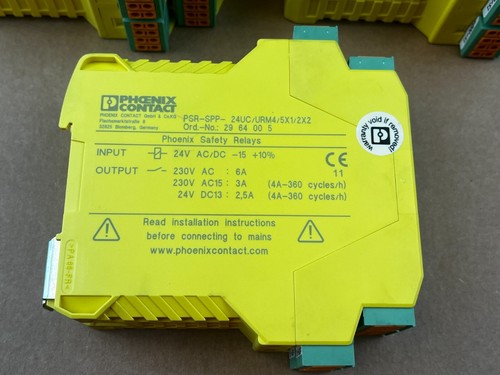 PHOENIX
CONTACT
PHOENIX CONTACT GmbH & Co.KG
Flachsmarktstraße 8
32825 Blomberg, Germany
PSR-SPP- 24UC/URM4/5X1/2X2
Ord.-No.: 29 64 00 5
Phoenix Safety Relays
INPUT 24V AC/DC -15 +10%
OUTPUT 230V AC : 6A
230V AC15 : 3A (4A-360 cycles/h)
24V DC13 : 2,5A (4A-360 cycles/h)
CE
11
Read installation instructions
before connecting to mains
www.phoenixcontact.com
warranty void if removed!
>PA 66-FR<